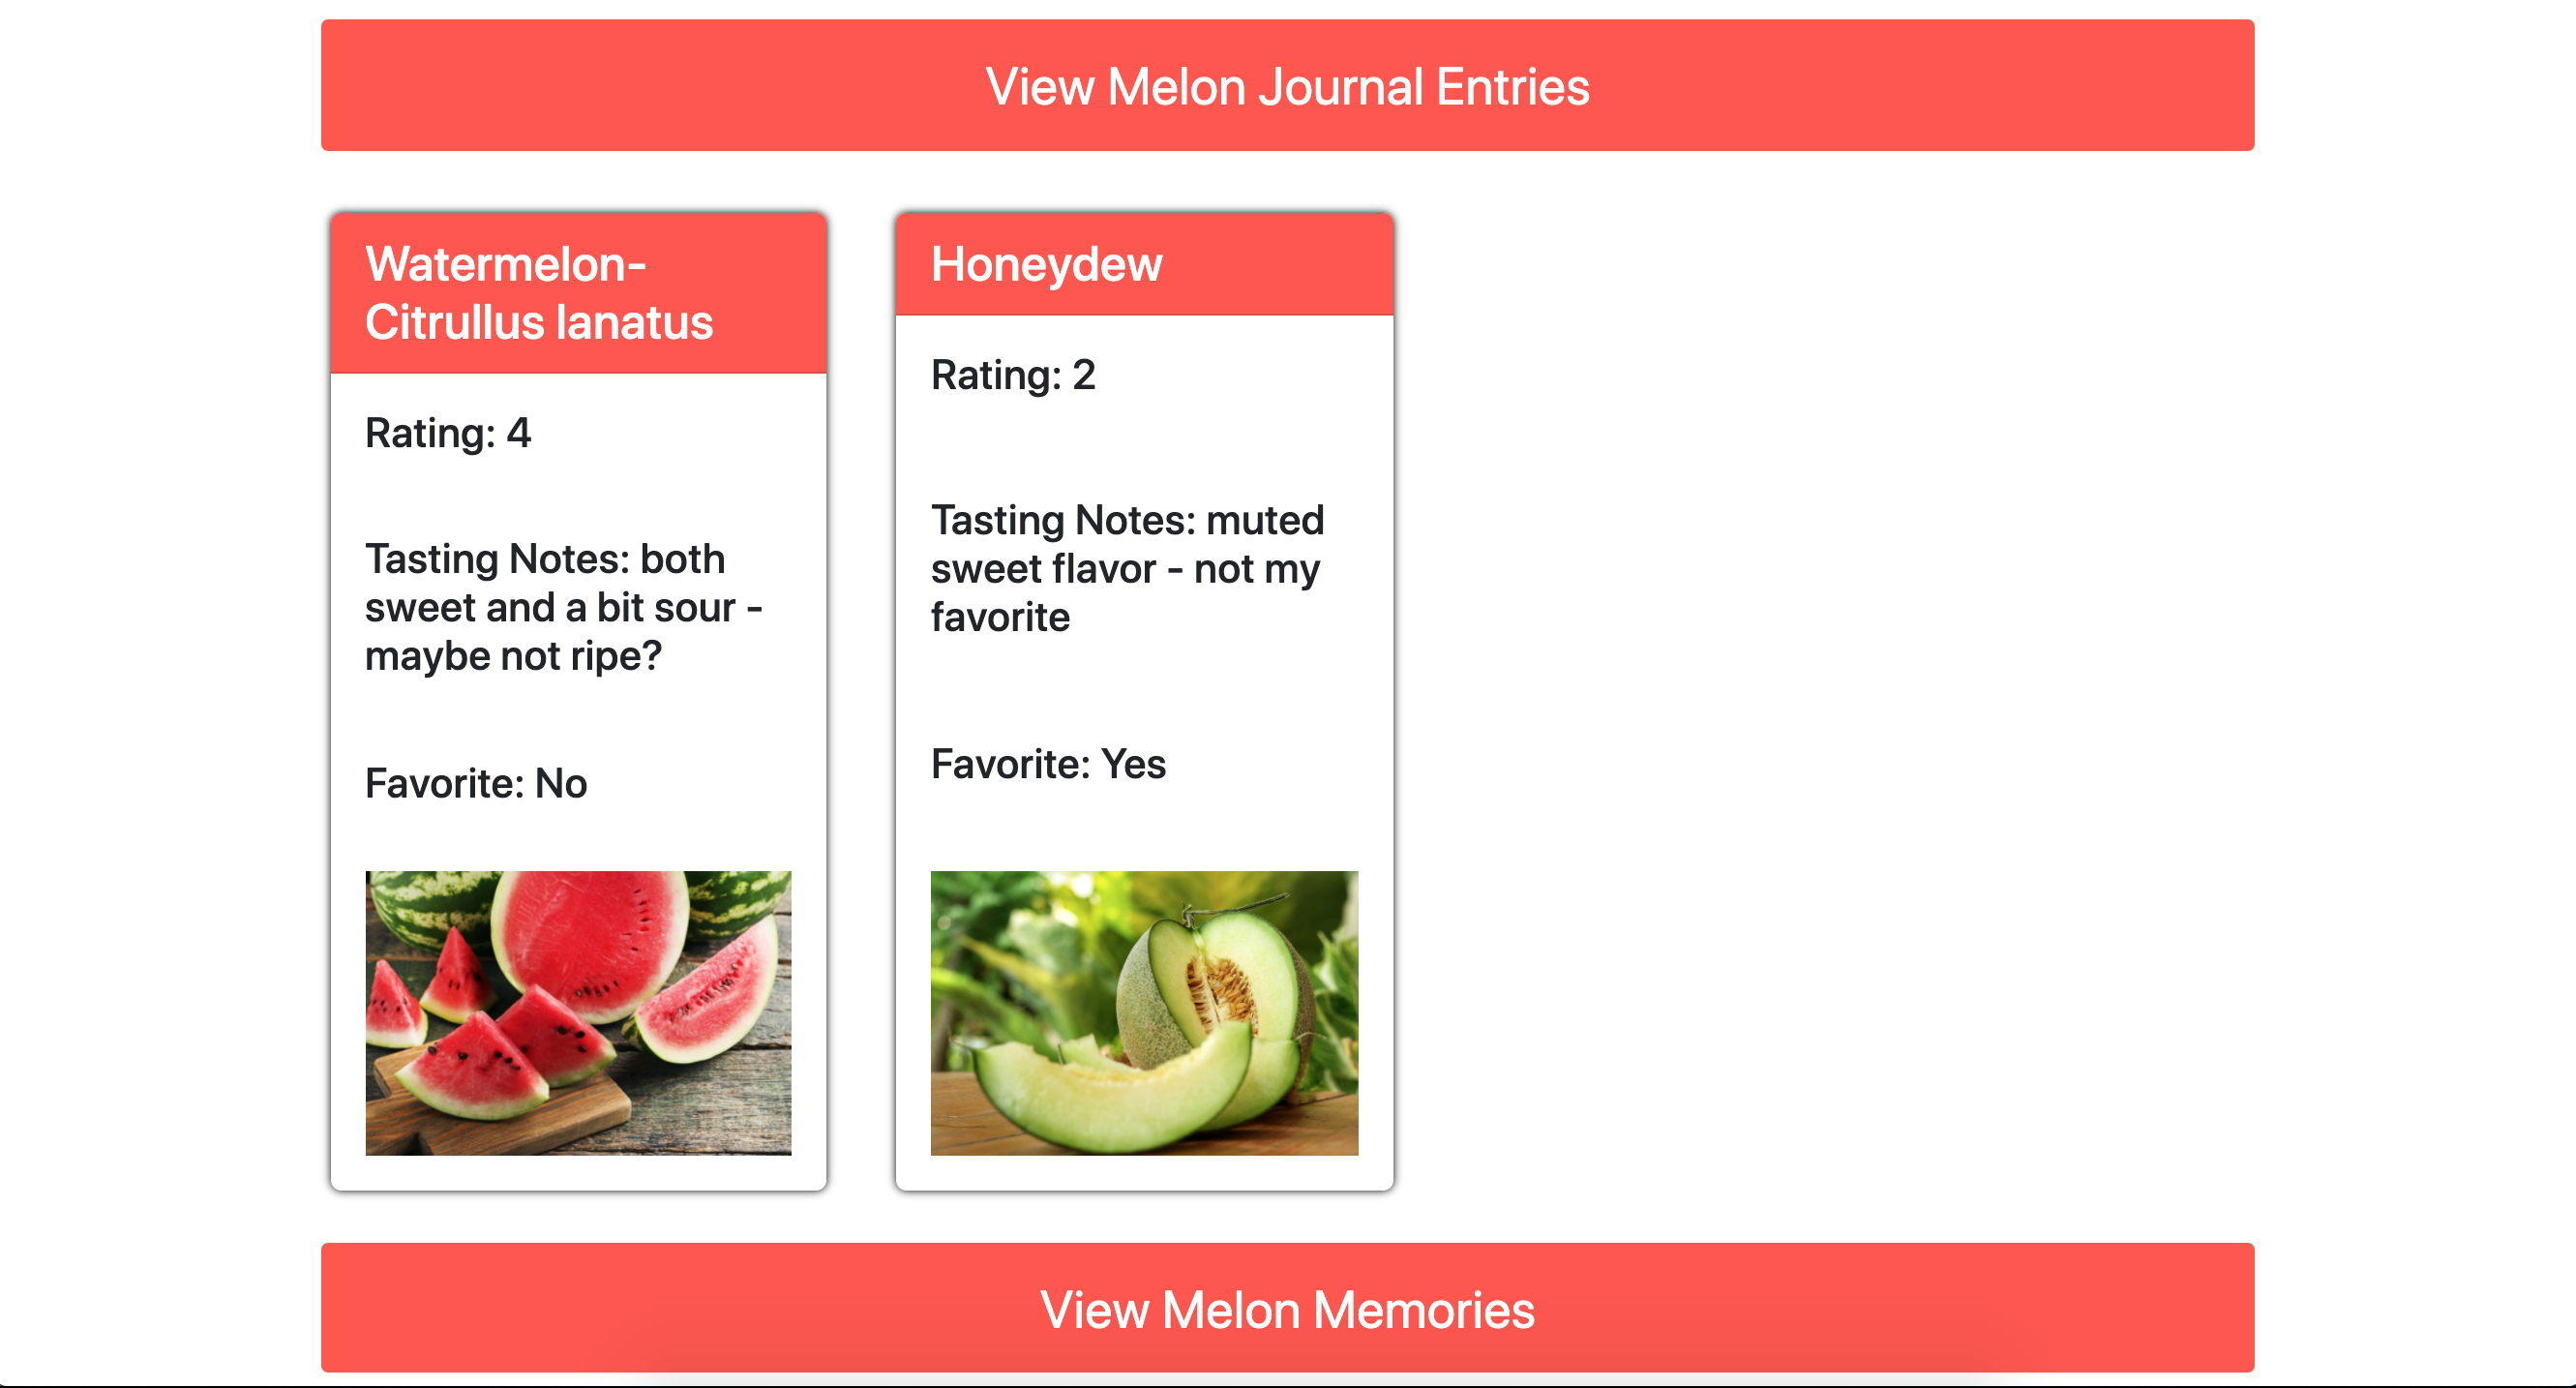 View Melon Journal Entries
Watermelon-
Citrullus lanatus
Rating: 4
Tasting Notes: both
sweet and a bit sour -
maybe not ripe?
Favorite: No
Honeydew
Rating: 2
Tasting Notes: muted
sweet flavor - not my
favorite
Favorite: Yes
View Melon Memories